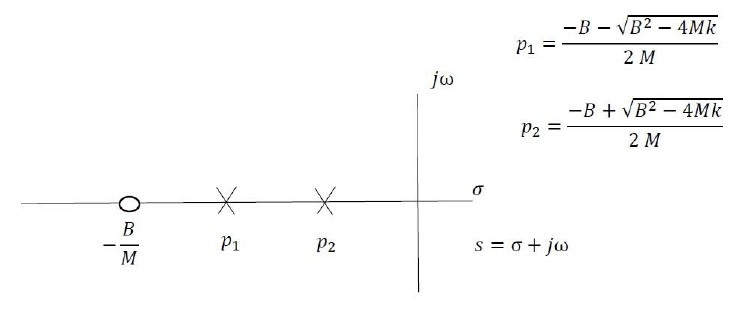 p₁ = (-B - √(B² - 4Mk)) / (2 M)
jω
p₂ = (-B + √(B² - 4Mk)) / (2 M)
σ
-B/M
p₁
p₂
s = σ + jω